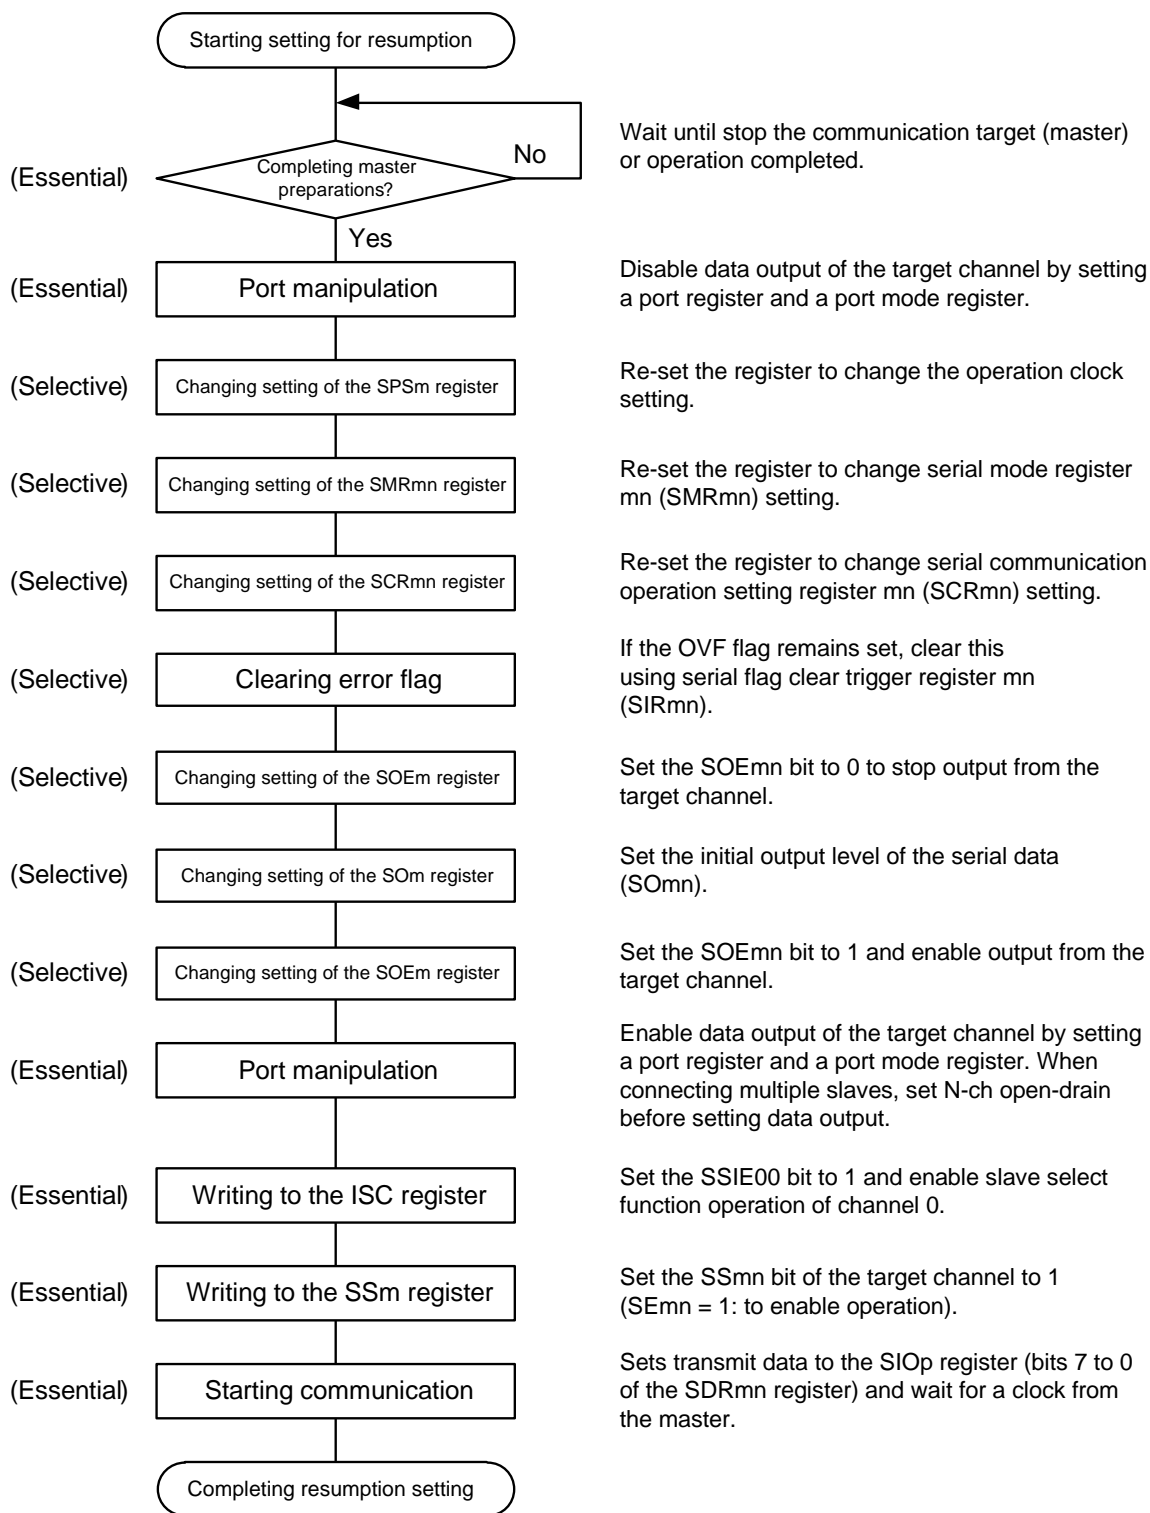 Starting setting for resumption
(Essential)
Completing master
preparations?
No
Yes
Wait until stop the communication target (master)
or operation completed.
(Essential)
Port manipulation
Disable data output of the target channel by setting
a port register and a port mode register.
(Selective)
Changing setting of the SPSm register
Re-set the register to change the operation clock
setting.
(Selective)
Changing setting of the SMRmn register
Re-set the register to change serial mode register
mn (SMRmn) setting.
(Selective)
Changing setting of the SCRmn register
Re-set the register to change serial communication
operation setting register mn (SCRmn) setting.
(Selective)
Clearing error flag
If the OVF flag remains set, clear this
using serial flag clear trigger register mn
(SIRmn).
(Selective)
Changing setting of the SOEm register
Set the SOEmn bit to 0 to stop output from the
target channel.
(Selective)
Changing setting of the SOm register
Set the initial output level of the serial data
(SOmn).
(Selective)
Changing setting of the SOEm register
Set the SOEmn bit to 1 and enable output from the
target channel.
(Essential)
Port manipulation
Enable data output of the target channel by setting
a port register and a port mode register. When
connecting multiple slaves, set N-ch open-drain
before setting data output.
(Essential)
Writing to the ISC register
Set the SSIE00 bit to 1 and enable slave select
function operation of channel 0.
(Essential)
Writing to the SSm register
Set the SSmn bit of the target channel to 1
(SEmn = 1: to enable operation).
(Essential)
Starting communication
Sets transmit data to the SIOp register (bits 7 to 0
of the SDRmn register) and wait for a clock from
the master.
Completing resumption setting